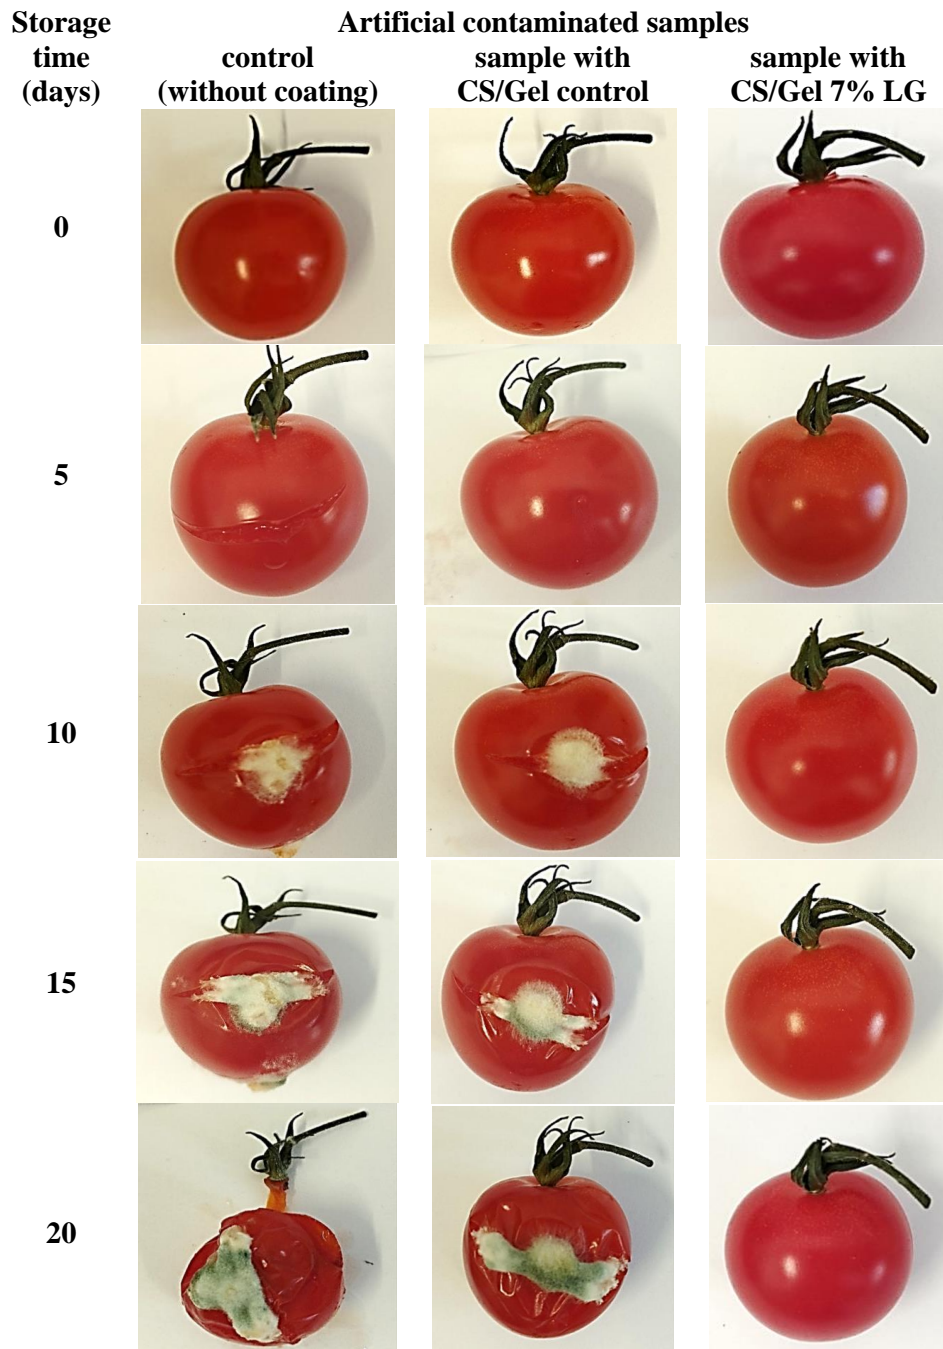 Storage time (days)
Artificial contaminated samples
control (without coating)
sample with CS/Gel control
sample with CS/Gel 7% LG
0
5
10
15
20